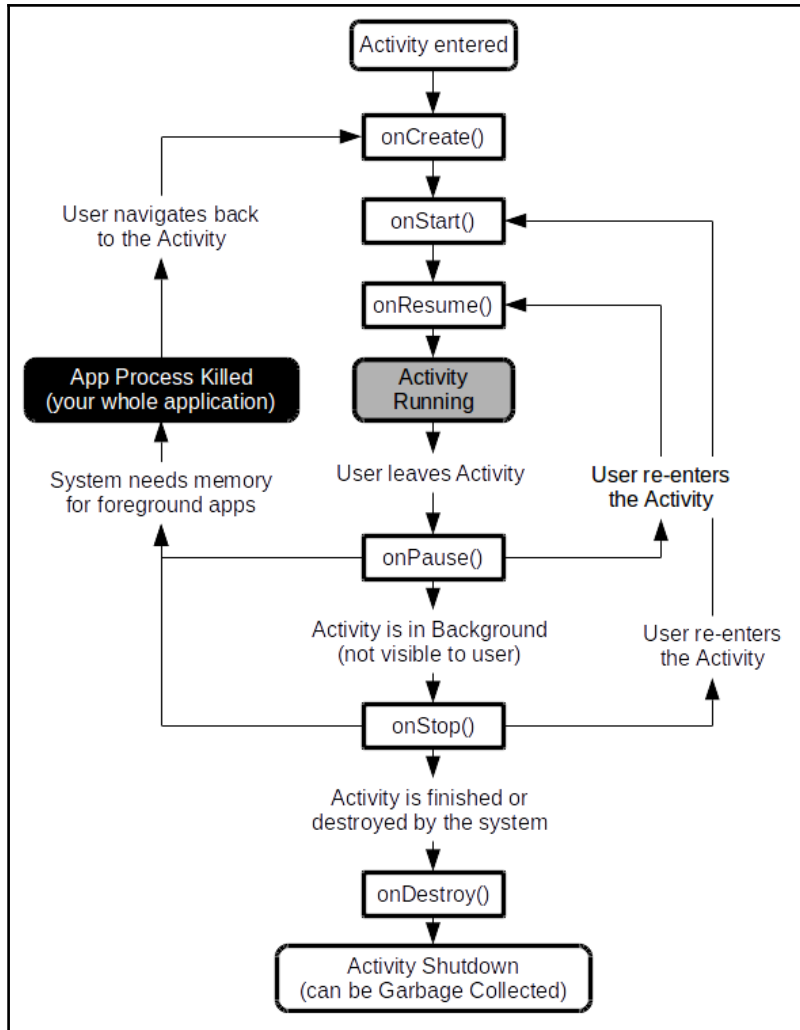 Activity entered
onCreate()
User navigates back
to the Activity
onStart()
onResume()
App Process Killed
(your whole application)
Activity
Running
System needs memory
for foreground apps
User leaves Activity
User re-enters
the Activity
onPause()
Activity is in Background
(not visible to user)
User re-enters
the Activity
onStop()
Activity is finished or
destroyed by the system
onDestroy()
Activity Shutdown
(can be Garbage Collected)